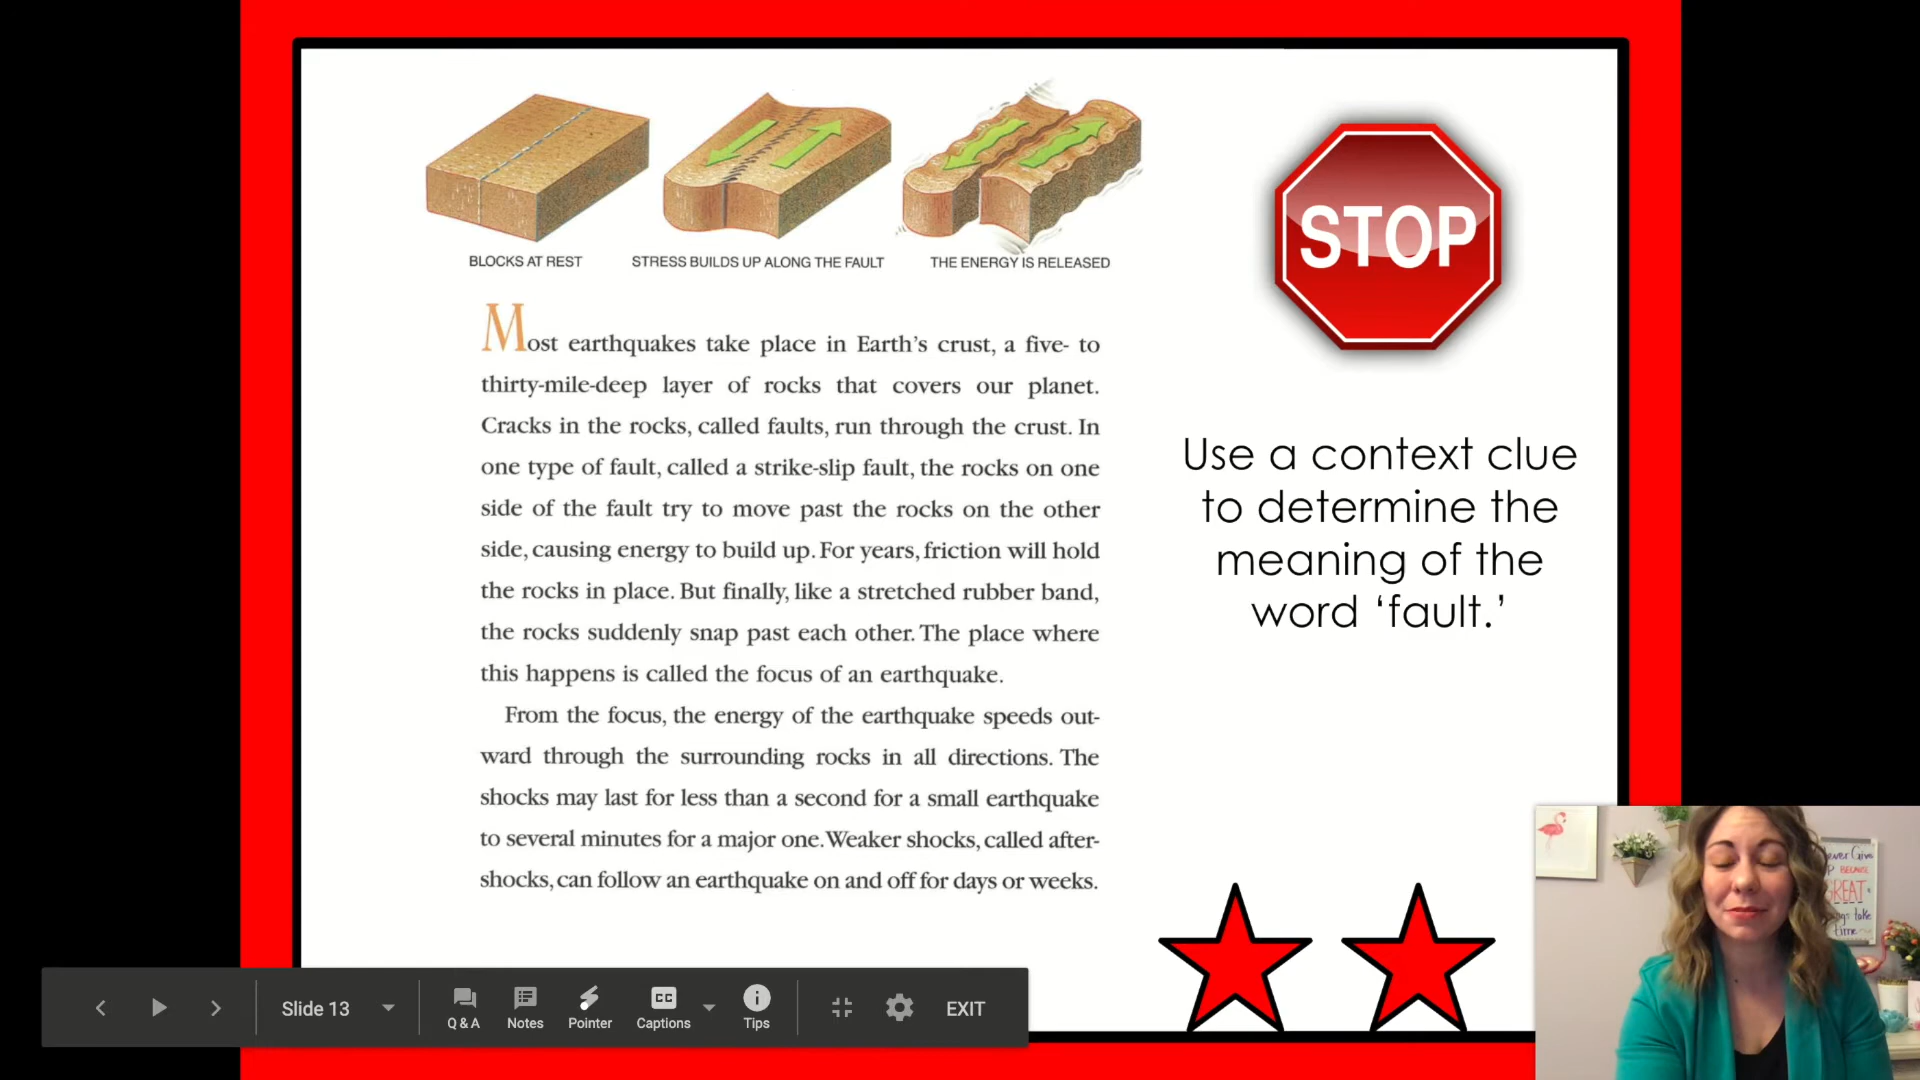 BLOCKS AT REST
STRESS BUILDS UP ALONG THE FAULT
THE ENERGY IS RELEASED
STOP
Most earthquakes take place in Earth's crust, a five- to
thirty-mile-deep layer of rocks that covers our planet.
Cracks in the rocks, called faults, run through the crust. In
one type of fault, called a strike-slip fault, the rocks on one
side of the fault try to move past the rocks on the other
side, causing energy to build up. For years, friction will hold
the rocks in place. But finally, like a stretched rubber band,
the rocks suddenly snap past each other. The place where
this happens is called the focus of an earthquake.
From the focus, the energy of the earthquake speeds out-
ward through the surrounding rocks in all directions. The
shocks may last for less than a second for a small earthquake
to several minutes for a major one. Weaker shocks, called after-
shocks, can follow an earthquake on and off for days or weeks.
Use a context clue
to determine the
meaning of the
word ‘fault.’
BECAUSE
GREAT
take
time
Slide 13
Q & A
Notes
Pointer
CC
Captions
Tips
EXIT